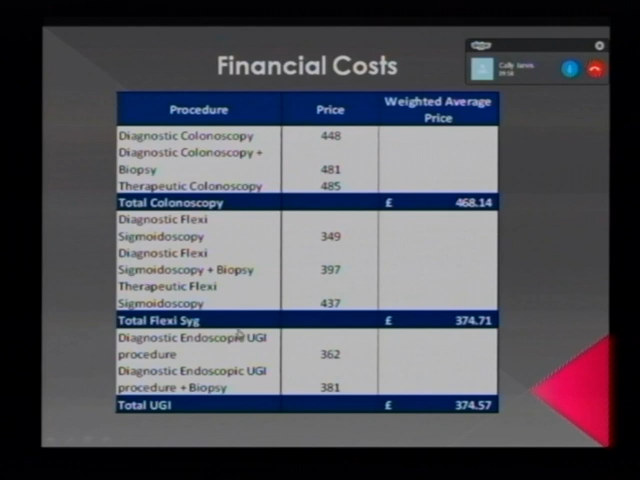 Financial Costs
Procedure Price Weighted Average Price
Diagnostic Colonoscopy 448
Diagnostic Colonoscopy +
Biopsy 481
Therapeutic Colonoscopy 485
Total Colonoscopy £ 468.14
Diagnostic Flexi
Sigmoidoscopy 349
Diagnostic Flexi
Sigmoidoscopy + Biopsy 397
Therapeutic Flexi
Sigmoidoscopy 437
Total Flexi Syg £ 374.71
Diagnostic Endoscopic UGI
procedure 362
Diagnostic Endoscopic UGI
procedure + Biopsy 381
Total UGI £ 374.57